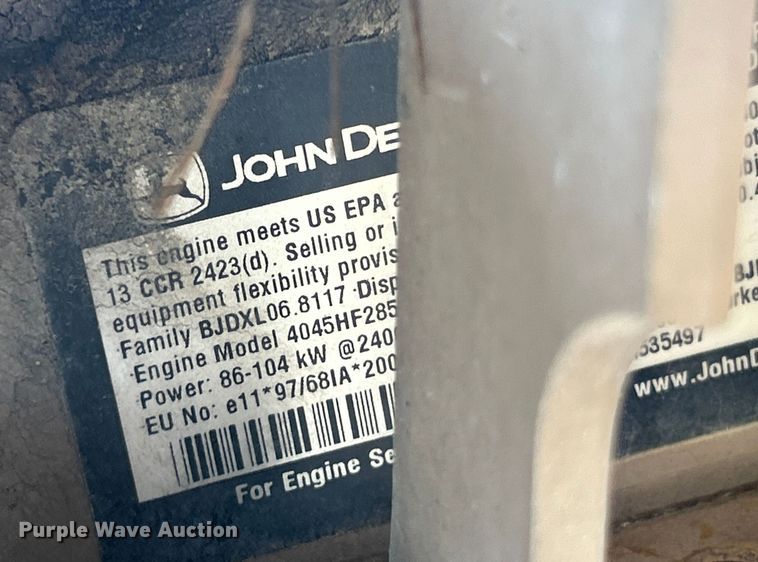 JOHN DE
This engine meets US EPA a
13 CCR 2423(d). Selling or i
equipment flexibility provis
Family BJDXL06.8117 Disp
Engine Model 4045HF285
Power: 86-104 kW @240
EU No: e11*97/68IA*200
535497
www.JohnD
For Engine Se
Purple Wave Auction